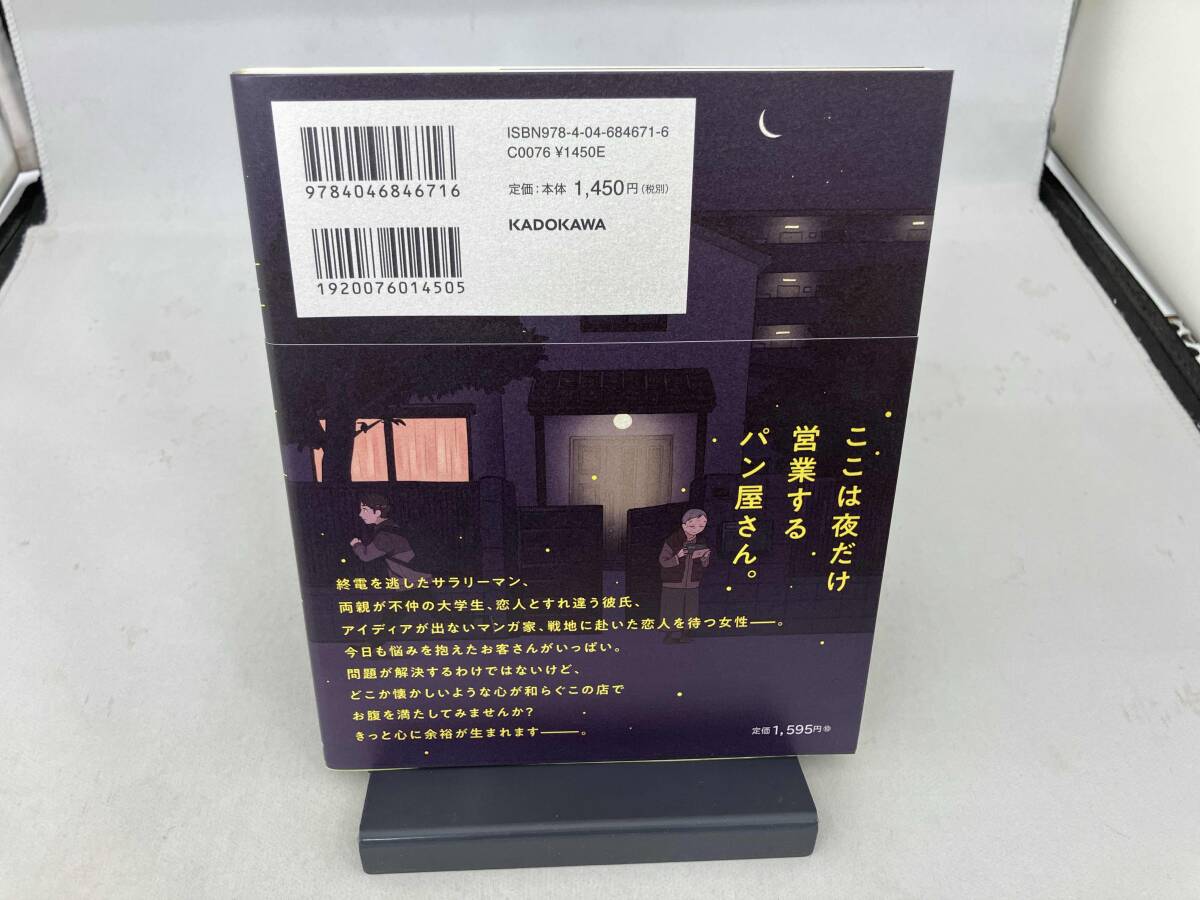 ISBN978-4-04-684671-6
C0076 ¥1450E
9784046846716
定価:本体 1,450円(税別)
KADOKAWA
1920076014505
ここは夜だけ
営業する
パン屋さん。
終電を逃したサラリーマン、
両親が不仲の大学生、恋人とすれ違う彼氏、
アイディアが出ないマンガ家、戦地に赴いた恋人を待つ女性――。
今日も悩みを抱えたお客さんがいっぱい。
問題が解決するわけではないけど、
どこか懐かしいような心が和らぐこの店で
お腹を満たしてみませんか?
きっと心に余裕が生まれます――。
定価1,595円⑩